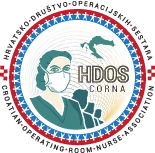 HRVATSKO•DRUŠTVO•OPERACIJSKIH•SESTARA
HDOS
CORNA
CROATIAN•OPERATING•ROOM•NURSE•ASSOCIATION